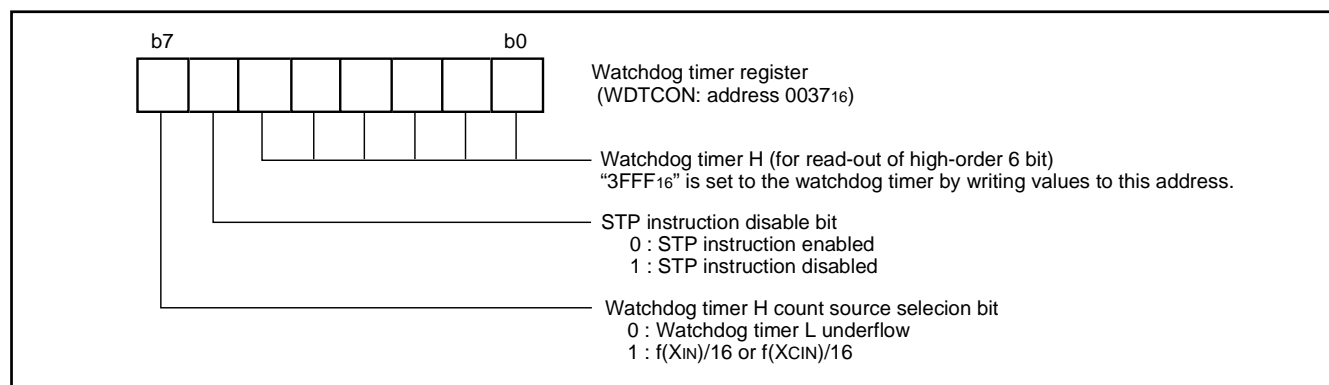 b7 b0
Watchdog timer register
(WDTCON: address 003716)
Watchdog timer H (for read-out of high-order 6 bit)
“3FFF16” is set to the watchdog timer by writing values to this address.
STP instruction disable bit
0 : STP instruction enabled
1 : STP instruction disabled
Watchdog timer H count source selecion bit
0 : Watchdog timer L underflow
1 : f(XIN)/16 or f(XCIN)/16